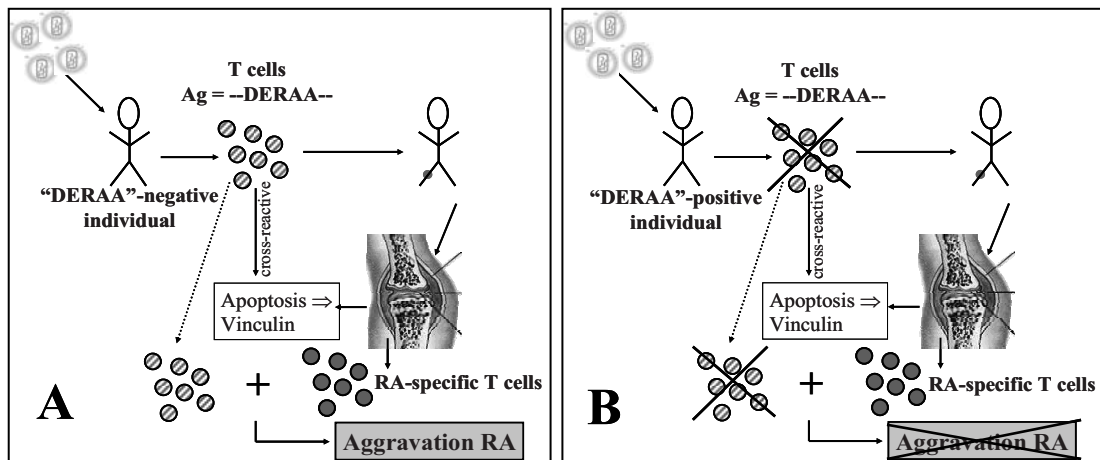 T cells
Ag = --DERAA--
“DERAA”-negative
individual
cross-reactive
Apoptosis ⇒
Vinculin
+
RA-specific T cells
A
Aggravation RA
T cells
Ag = --DERAA--
“DERAA”-positive
individual
cross-reactive
Apoptosis ⇒
Vinculin
+
RA-specific T cells
B
Aggravation RA